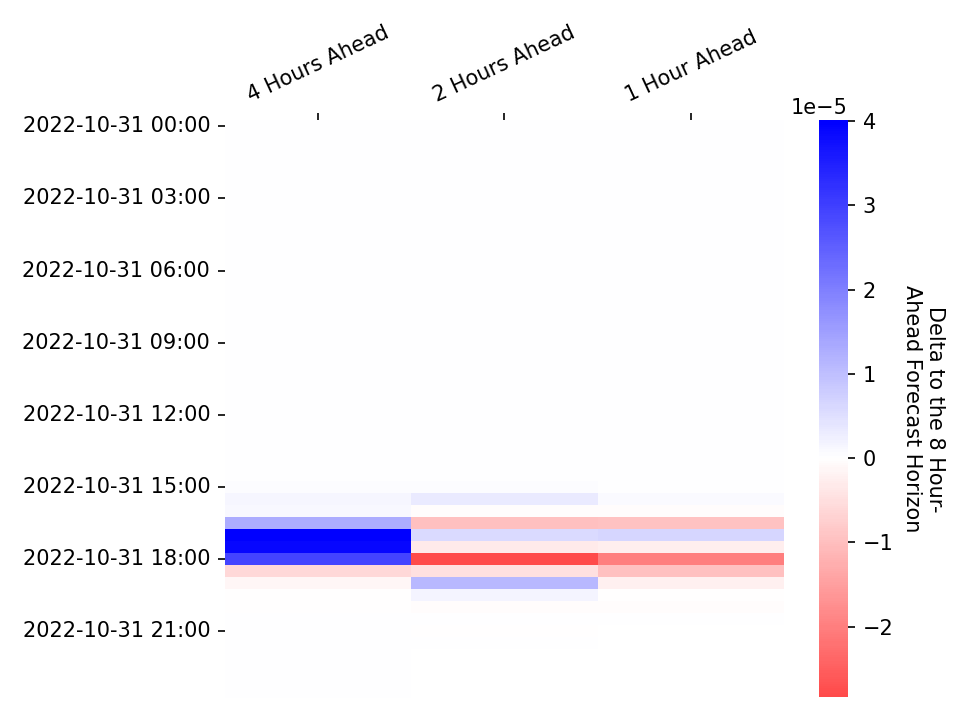 4 Hours Ahead
2 Hours Ahead
1 Hour Ahead
1e−5
2022-10-31 00:00
2022-10-31 03:00
2022-10-31 06:00
2022-10-31 09:00
2022-10-31 12:00
2022-10-31 15:00
2022-10-31 18:00
2022-10-31 21:00
4
3
2
1
0
−1
−2
Delta to the 8 Hour-
Ahead Forecast Horizon